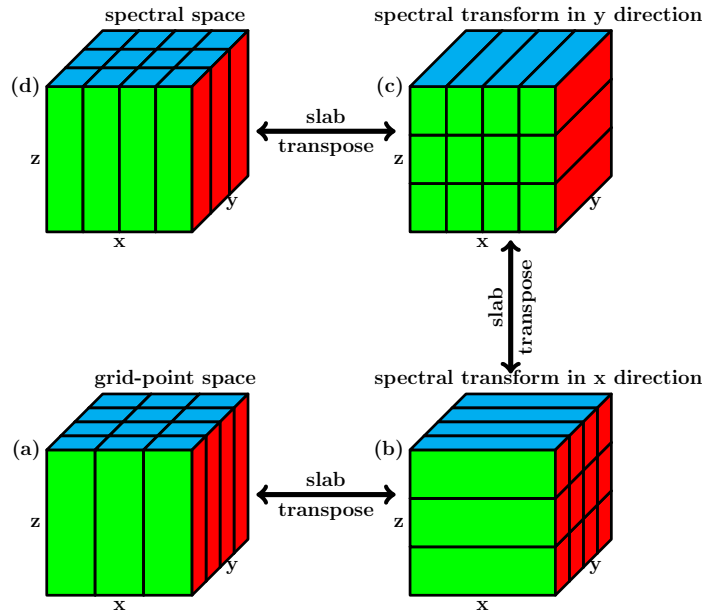 spectral space
spectral transform in y direction
(d)
(c)
slab
transpose
z
z
y
y
x
x
slab
transpose
grid-point space
spectral transform in x direction
(a)
(b)
slab
transpose
z
z
y
y
x
x